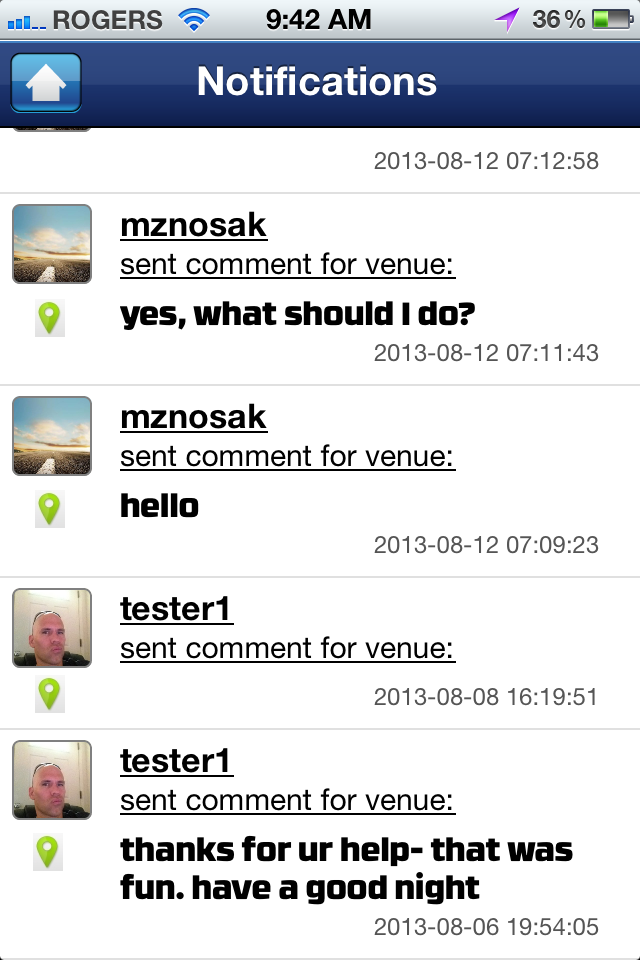 ROGERS 9:42 AM 36%
Notifications
2013-08-12 07:12:58
mznosak
sent comment for venue:
yes, what should I do?
2013-08-12 07:11:43
mznosak
sent comment for venue:
hello
2013-08-12 07:09:23
tester1
sent comment for venue:
2013-08-08 16:19:51
tester1
sent comment for venue:
thanks for ur help- that was
fun. have a good night
2013-08-06 19:54:05